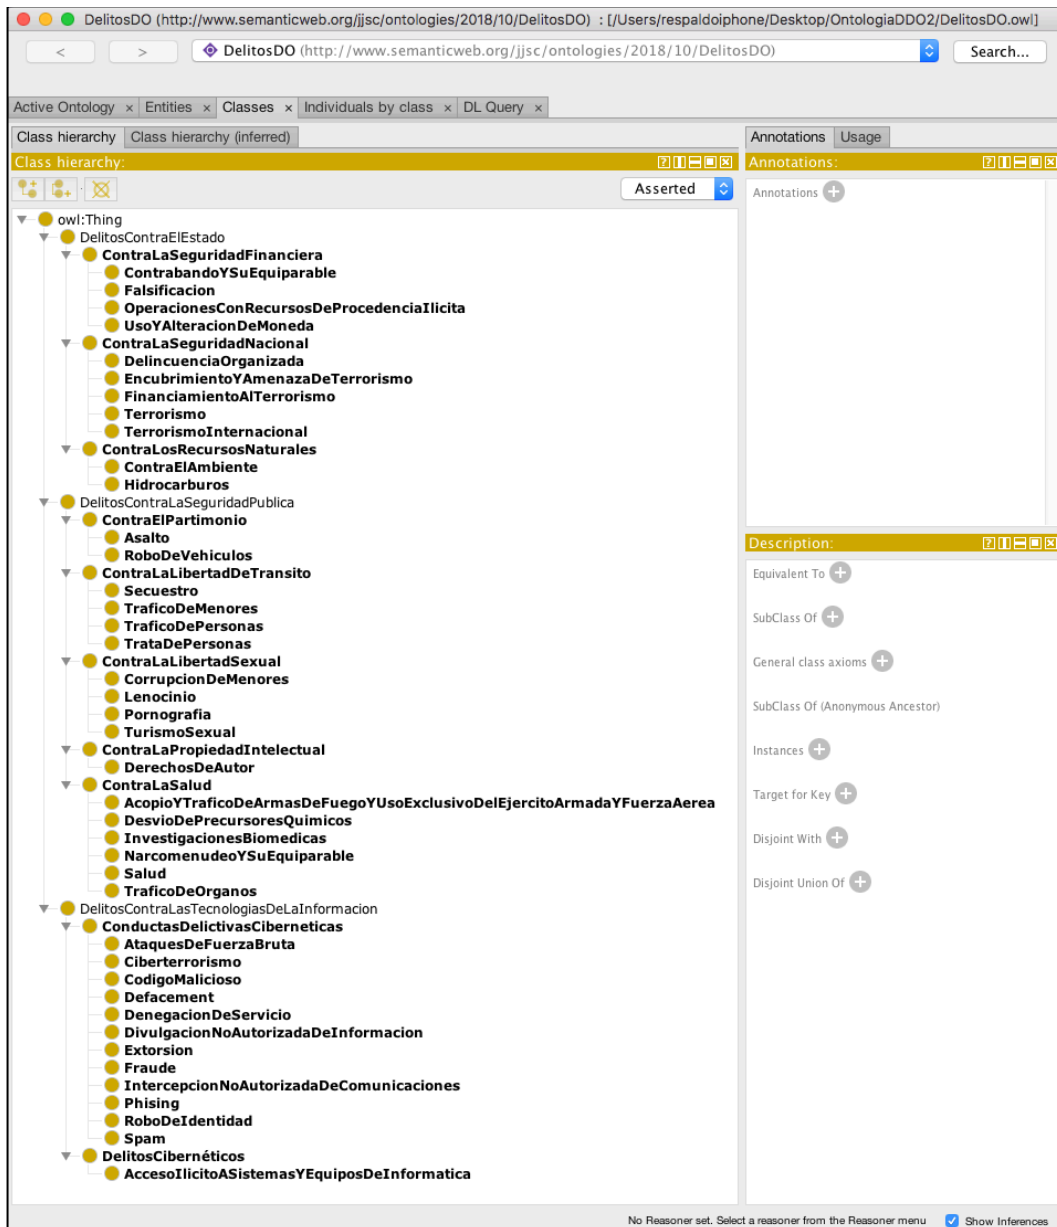 DelitosDO (http://www.semanticweb.org/jjsc/ontologies/2018/10/DelitosDO) : [/Users/respaldoiphone/Desktop/OntologiaDDO2/DelitosDO.owl]
< > DelitosDO (http://www.semanticweb.org/jjsc/ontologies/2018/10/DelitosDO) Search...
Active Ontology × Entities × Classes × Individuals by class × DL Query ×
Class hierarchy Class hierarchy (inferred)
Class hierarchy:
Asserted
owl:Thing
DelitosContraElEstado
ContraLaSeguridadFinanciera
ContrabandoYSuEquiparable
Falsificacion
OperacionesConRecursosDeProcedenciaIlicita
UsoYAlteracionDeMoneda
ContraLaSeguridadNacional
DelincuenciaOrganizada
EncubrimientoYAmenazaDeTerrorismo
FinanciamientoAlTerrorismo
Terrorismo
TerrorismoInternacional
ContraLosRecursosNaturales
ContraElAmbiente
Hidrocarburos
DelitosContraLaSeguridadPublica
ContraElPartimonio
Asalto
RoboDeVehiculos
ContraLaLibertadDeTransito
Secuestro
TraficoDeMenores
TraficoDePersonas
TrataDePersonas
ContraLaLibertadSexual
CorrupcionDeMenores
Lenocinio
Pornografia
TurismoSexual
ContraLaPropiedadIntelectual
DerechosDeAutor
ContraLaSalud
AcopioYTraficoDeArmasDeFuegoYUsoExclusivoDelEjercitoArmadaYFuerzaAerea
DesvioDePrecursoresQuimicos
InvestigacionesBiomedicas
NarcomenudeoYSuEquiparable
Salud
TraficoDeOrganos
DelitosContraLasTecnologiasDeLaInformacion
ConductasDelictivasCiberneticas
AtaquesDeFuerzaBruta
Ciberterrorismo
CodigoMalicioso
Defacement
DenegacionDeServicio
DivulgacionNoAutorizadaDeInformacion
Extorsion
Fraude
IntercepcionNoAutorizadaDeComunicaciones
Phising
RoboDeIdentidad
Spam
DelitosCibernéticos
AccesoIlicitoASistemasYEquiposDeInformatica
Annotations Usage
Annotations:
Annotations
Description:
Equivalent To
SubClass Of
General class axioms
SubClass Of (Anonymous Ancestor)
Instances
Target for Key
Disjoint With
Disjoint Union Of
No Reasoner set. Select a reasoner from the Reasoner menu Show Inferences